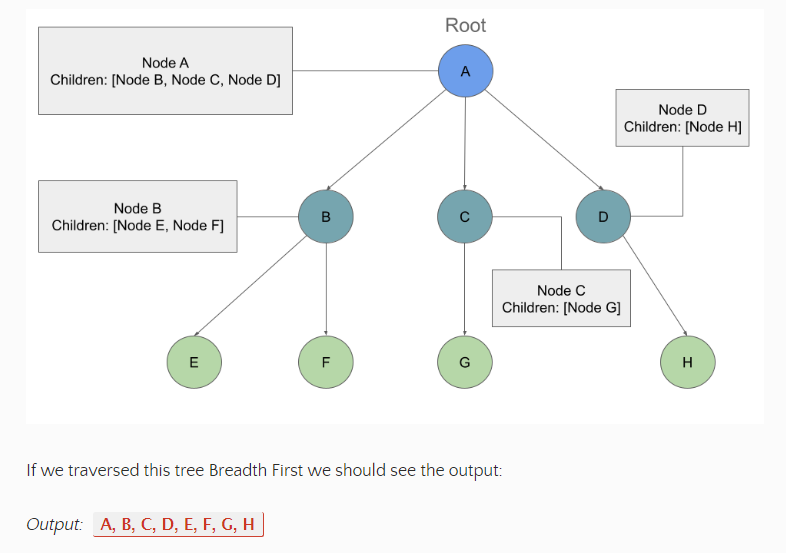 Root
Node A
Children: [Node B, Node C, Node D]
A
Node D
Children: [Node H]
Node B
Children: [Node E, Node F]
B
C
D
Node C
Children: [Node G]
E
F
G
H
If we traversed this tree Breadth First we should see the output:
Output: A, B, C, D, E, F, G, H